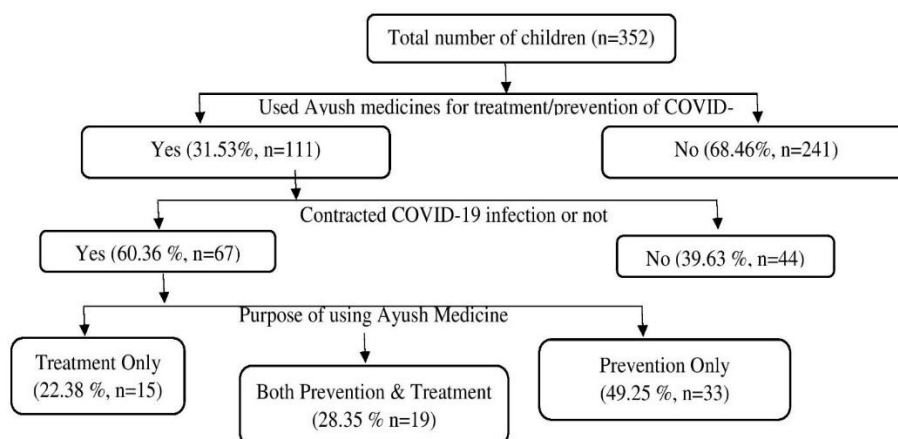 Total number of children (n=352)
Used Ayush medicines for treatment/prevention of COVID-
Yes (31.53%, n=111)
No (68.46%, n=241)
Contracted COVID-19 infection or not
Yes (60.36 %, n=67)
No (39.63 %, n=44)
Purpose of using Ayush Medicine
Treatment Only
(22.38 %, n=15)
Both Prevention & Treatment
(28.35 % n=19)
Prevention Only
(49.25 %, n=33)